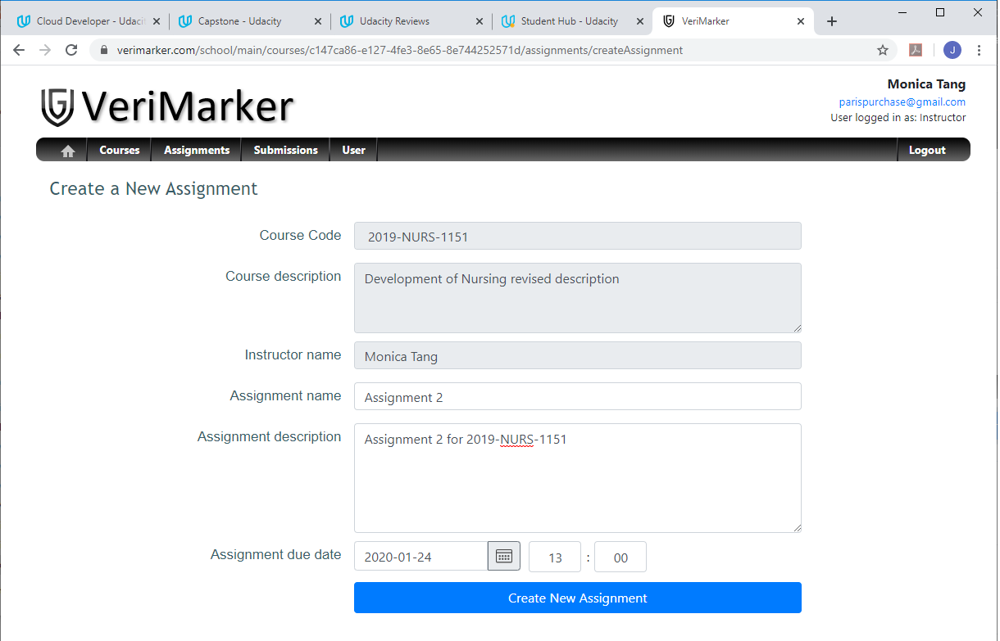 Cloud Developer - Udaci
Capstone - Udacity
Udacity Reviews
Student Hub - Udacity
VeriMarker
verimarker.com/school/main/courses/c147ca86-e127-4fe3-8e65-8e744252571d/assignments/createAssignment
J
VeriMarker
Monica Tang
parispurchase@gmail.com
User logged in as: Instructor
Courses Assignments Submissions User Logout
Create a New Assignment
Course Code 2019-NURS-1151
Course description Development of Nursing revised description
Instructor name Monica Tang
Assignment name Assignment 2
Assignment description Assignment 2 for 2019-NURS-1151
Assignment due date 2020-01-24 13 : 00
Create New Assignment